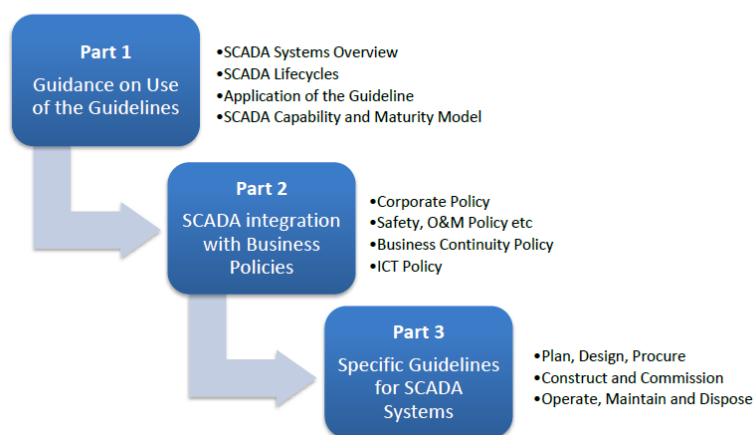 Part 1
Guidance on Use
of the Guidelines
•SCADA Systems Overview
•SCADA Lifecycles
•Application of the Guideline
•SCADA Capability and Maturity Model
Part 2
SCADA integration
with Business
Policies
•Corporate Policy
•Safety, O&M Policy etc
•Business Continuity Policy
•ICT Policy
Part 3
Specific Guidelines
for SCADA
Systems
•Plan, Design, Procure
•Construct and Commission
•Operate, Maintain and Dispose